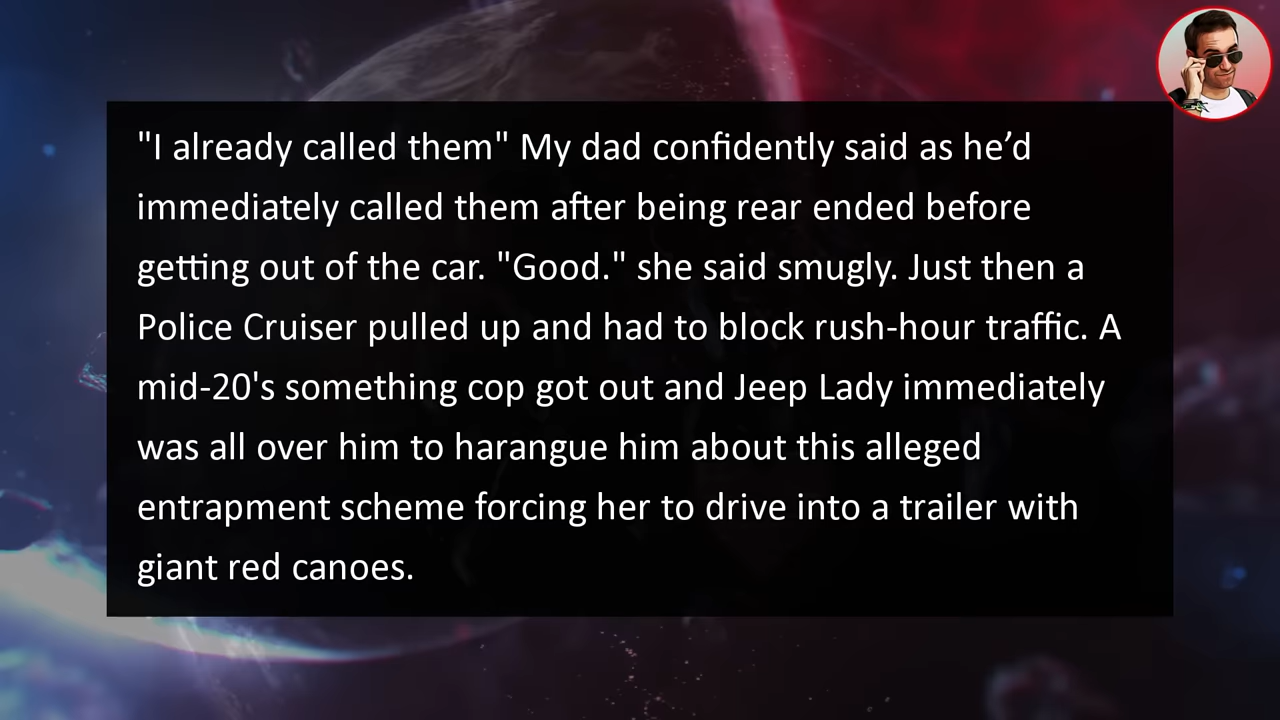 "I already called them" My dad confidently said as he’d
immediately called them after being rear ended before
getting out of the car. "Good." she said smugly. Just then a
Police Cruiser pulled up and had to block rush-hour traffic. A
mid-20's something cop got out and Jeep Lady immediately
was all over him to harangue him about this alleged
entrapment scheme forcing her to drive into a trailer with
giant red canoes.